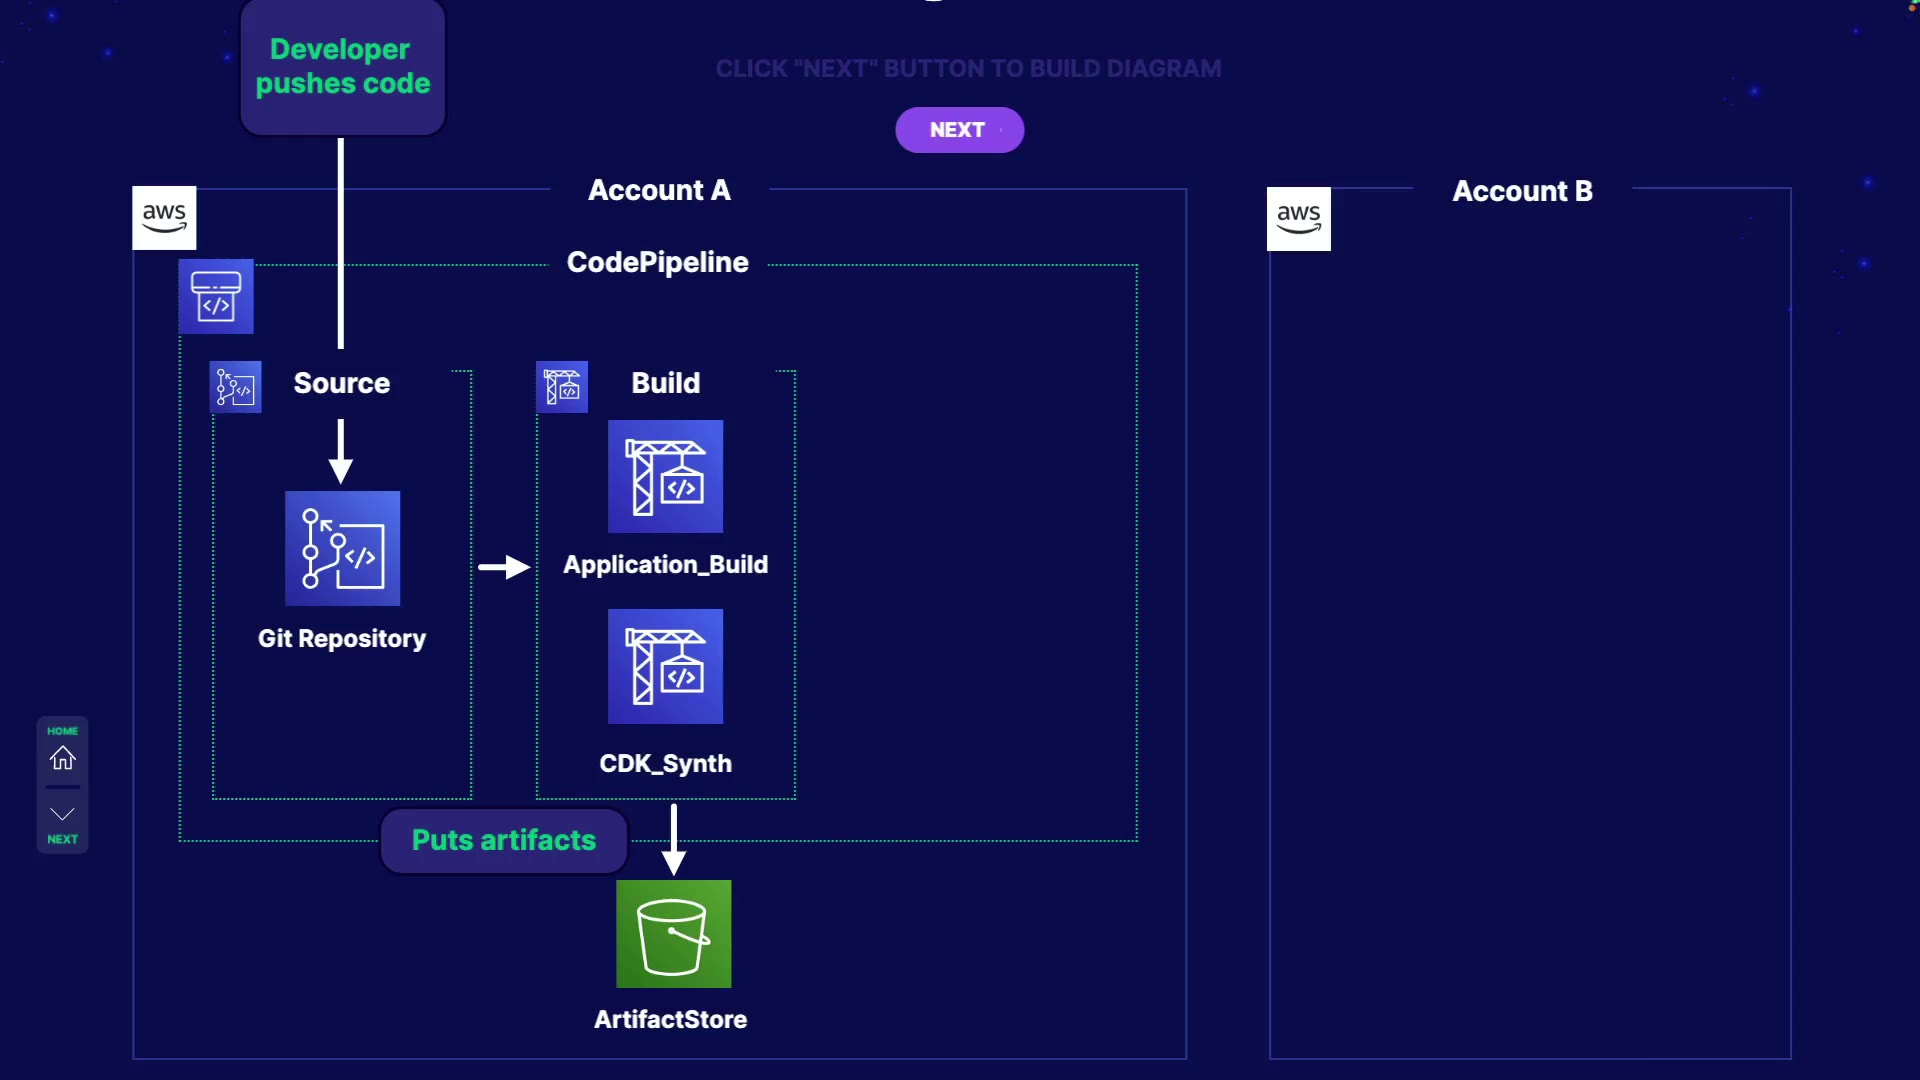 Developer
pushes code
CLICK "NEXT" BUTTON TO BUILD DIAGRAM
NEXT
aws
Account A
aws
Account B
CodePipeline
Source
Build
Application_Build
Git Repository
CDK_Synth
HOME
NEXT
Puts artifacts
ArtifactStore